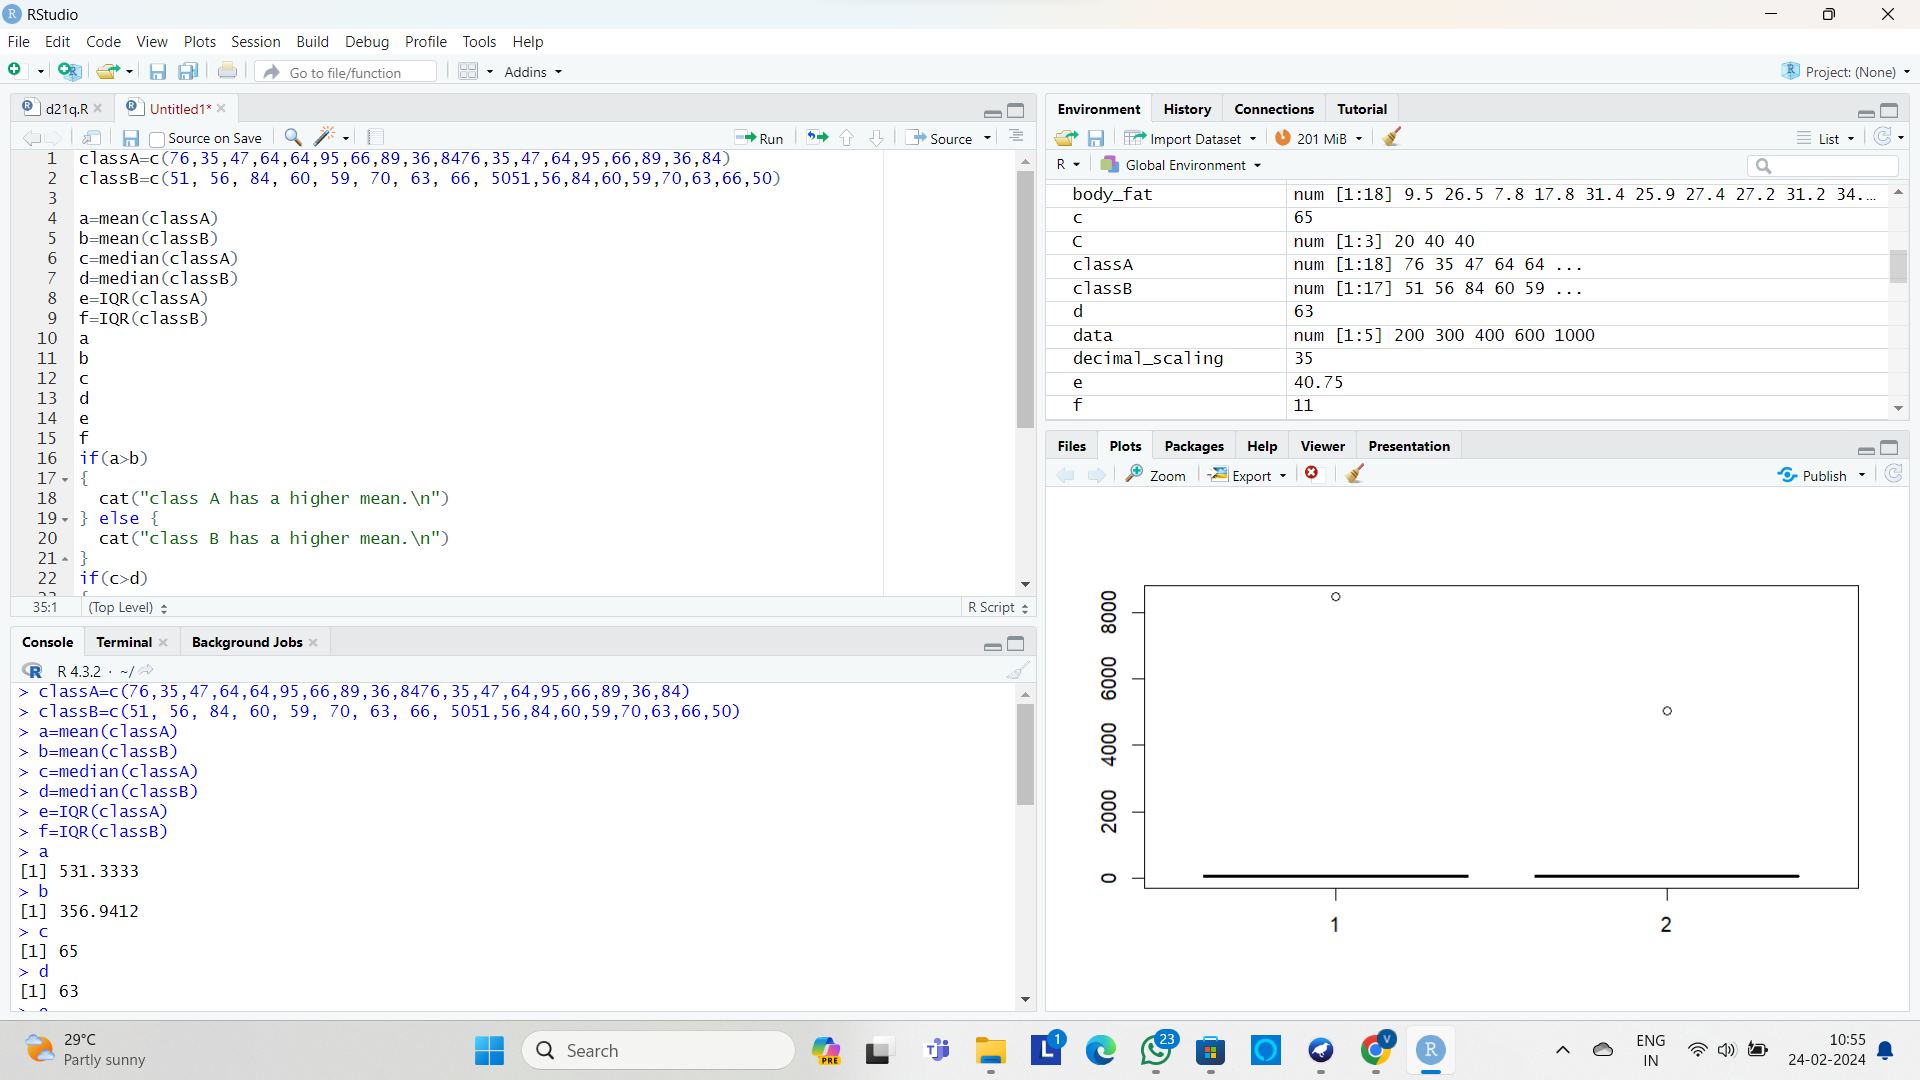 RStudio
File Edit Code View Plots Session Build Debug Profile Tools Help
Go to file/function Addins Project: (None)
d21q.R Untitled1*
Source on Save Run Source
1 classA=c(76,35,47,64,64,95,66,89,36,8476,35,47,64,95,66,89,36,84)
2 classB=c(51, 56, 84, 60, 59, 70, 63, 66, 5051,56,84,60,59,70,63,66,50)
3
4 a=mean(classA)
5 b=mean(classB)
6 c=median(classA)
7 d=median(classB)
8 e=IQR(classA)
9 f=IQR(classB)
10 a
11 b
12 c
13 d
14 e
15 f
16 if(a>b)
17 {
18 cat("class A has a higher mean.\n")
19 } else {
20 cat("class B has a higher mean.\n")
21 }
22 if(c>d)
35:1 (Top Level) R Script
Console Terminal Background Jobs
R 4.3.2 · ~/
> classA=c(76,35,47,64,64,95,66,89,36,8476,35,47,64,95,66,89,36,84)
> classB=c(51, 56, 84, 60, 59, 70, 63, 66, 5051,56,84,60,59,70,63,66,50)
> a=mean(classA)
> b=mean(classB)
> c=median(classA)
> d=median(classB)
> e=IQR(classA)
> f=IQR(classB)
> a
[1] 531.3333
> b
[1] 356.9412
> c
[1] 65
> d
[1] 63
Environment History Connections Tutorial
Import Dataset 201 MiB List
R Global Environment
body_fat num [1:18] 9.5 26.5 7.8 17.8 31.4 25.9 27.4 27.2 31.2 34.…
c 65
C num [1:3] 20 40 40
classA num [1:18] 76 35 47 64 64 ...
classB num [1:17] 51 56 84 60 59 ...
d 63
data num [1:5] 200 300 400 600 1000
decimal_scaling 35
e 40.75
f 11
Files Plots Packages Help Viewer Presentation
Zoom Export Publish
8000
6000
4000
2000
0
1 2
29°C
Partly sunny
Search
PRE
1
23
V
ENG
IN
10:55
24-02-2024